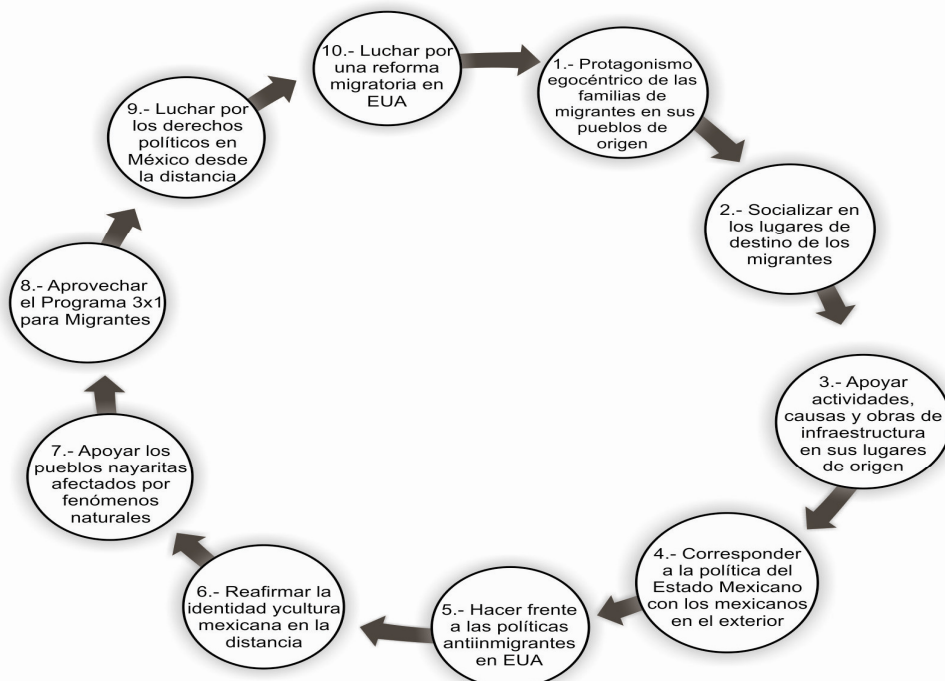 1.- Protagonismo
egocéntrico de las
familias de
migrantes en sus
pueblos de
origen
2.- Socializar en
los lugares de
destino de los
migrantes
3.- Apoyar
actividades,
causas y obras de
infraestructura
en sus lugares
de origen
4.- Corresponder
a la política del
Estado Mexicano
con los mexicanos
en el exterior
5.- Hacer frente
a las políticas
antiinmigrantes
en EUA
6.- Reafirmar la
identidad ycultura
mexicana en la
distancia
7.- Apoyar los
pueblos nayaritas
afectados por
fenómenos
naturales
8.- Aprovechar
el Programa 3x1
para Migrantes
9.- Luchar por
los derechos
políticos en
México desde
la distancia
10.- Luchar por
una reforma
migratoria en
EUA